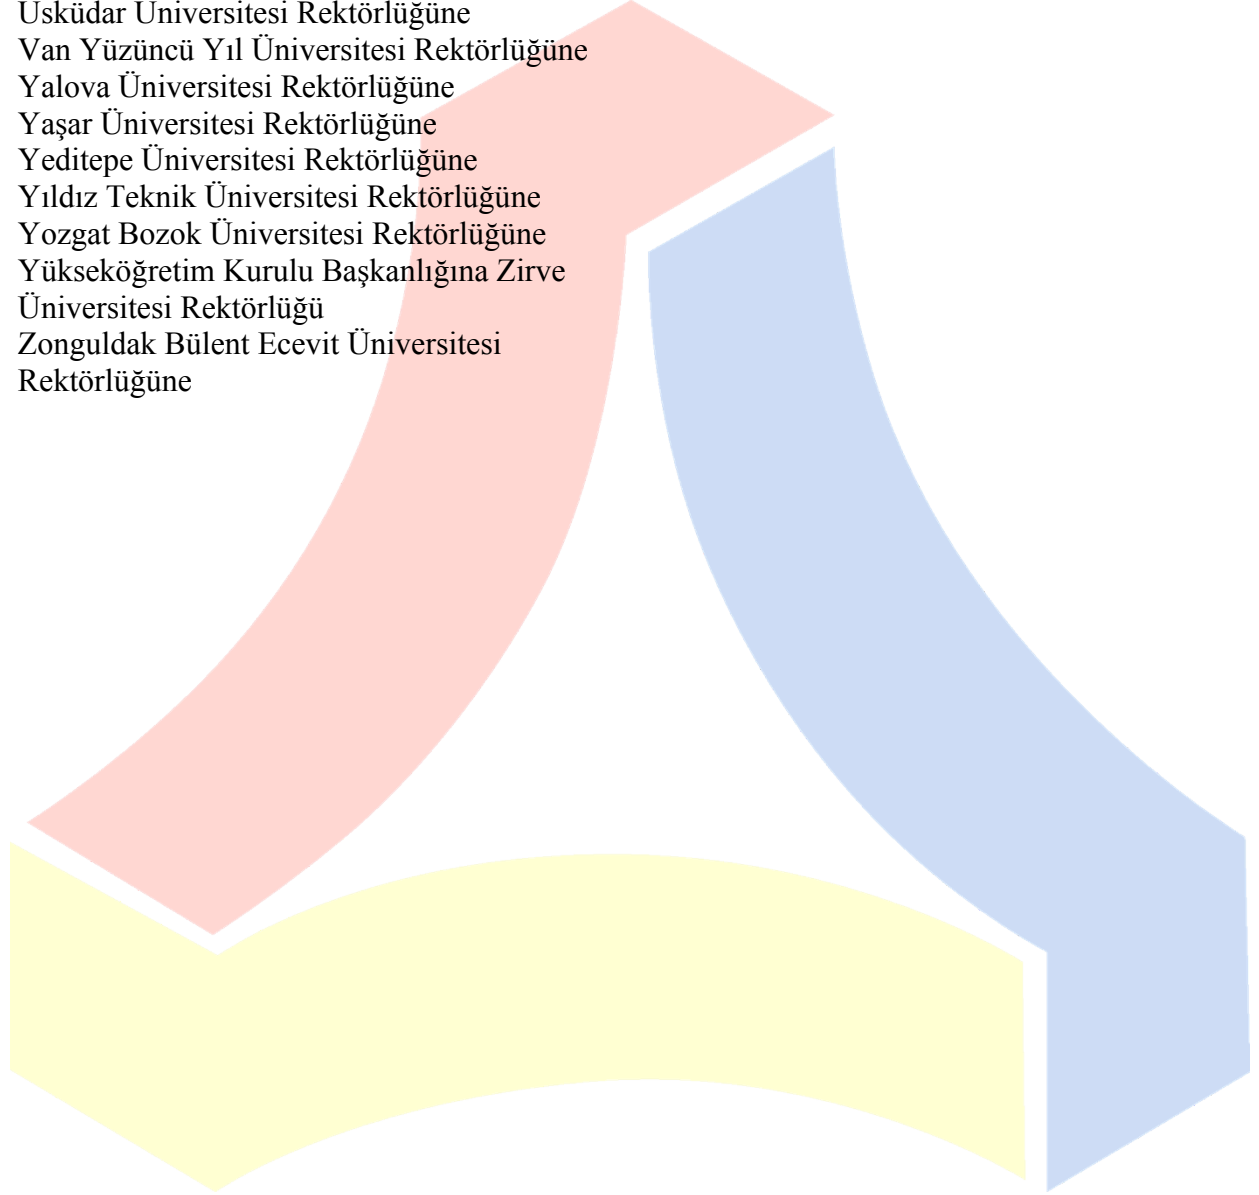 Üsküdar Üniversitesi Rektörlüğüne
Van Yüzüncü Yıl Üniversitesi Rektörlüğüne
Yalova Üniversitesi Rektörlüğüne
Yaşar Üniversitesi Rektörlüğüne
Yeditepe Üniversitesi Rektörlüğüne
Yıldız Teknik Üniversitesi Rektörlüğüne
Yozgat Bozok Üniversitesi Rektörlüğüne
Yükseköğretim Kurulu Başkanlığına Zirve
Üniversitesi Rektörlüğü
Zonguldak Bülent Ecevit Üniversitesi
Rektörlüğüne